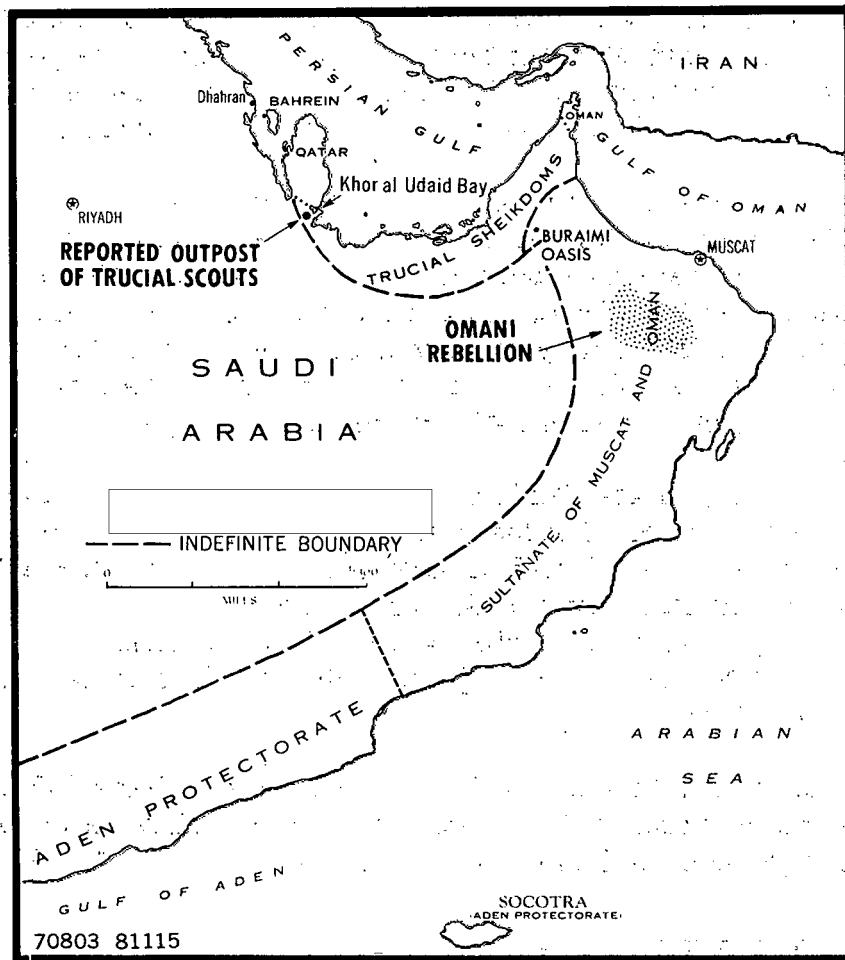 IRAN
PERSIAN GULF
Dhahran
BAHREIN
OMAN
QATAR
GULF OF OMAN
Khor al Udaid Bay
RIYADH
REPORTED OUTPOST
OF TRUCIAL SCOUTS
TRUCIAL SHEIKDOMS
BURAIMI
OASIS
MUSCAT
OMANI
REBELLION
SAUDI
ARABIA
SULTANATE OF MUSCAT AND OMAN
INDEFINITE BOUNDARY
0 300
MILES
ADEN PROTECTORATE
ARABIAN
SEA
GULF OF ADEN
SOCOTRA
(ADEN PROTECTORATE)
70803 81115